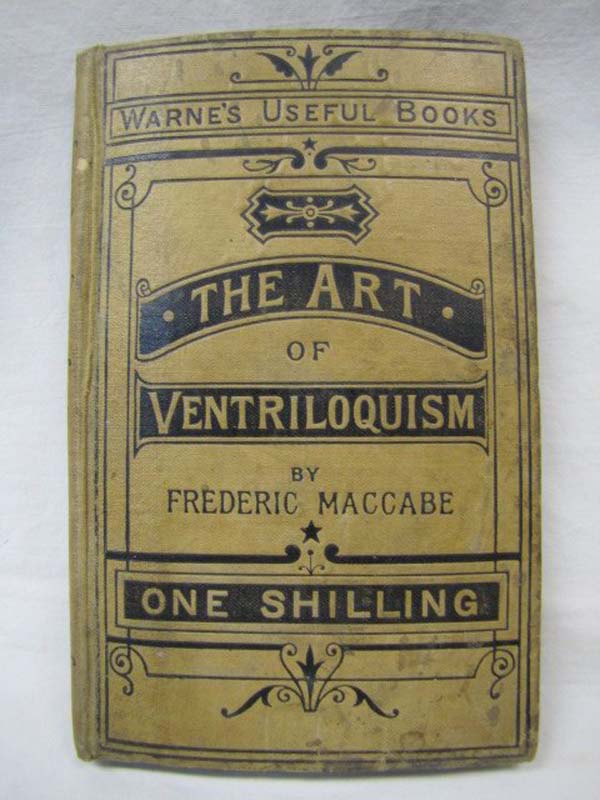 WARNE'S USEFUL BOOKS
THE ART
OF
VENTRILOQUISM
BY
FREDERIC MACCABE
ONE SHILLING